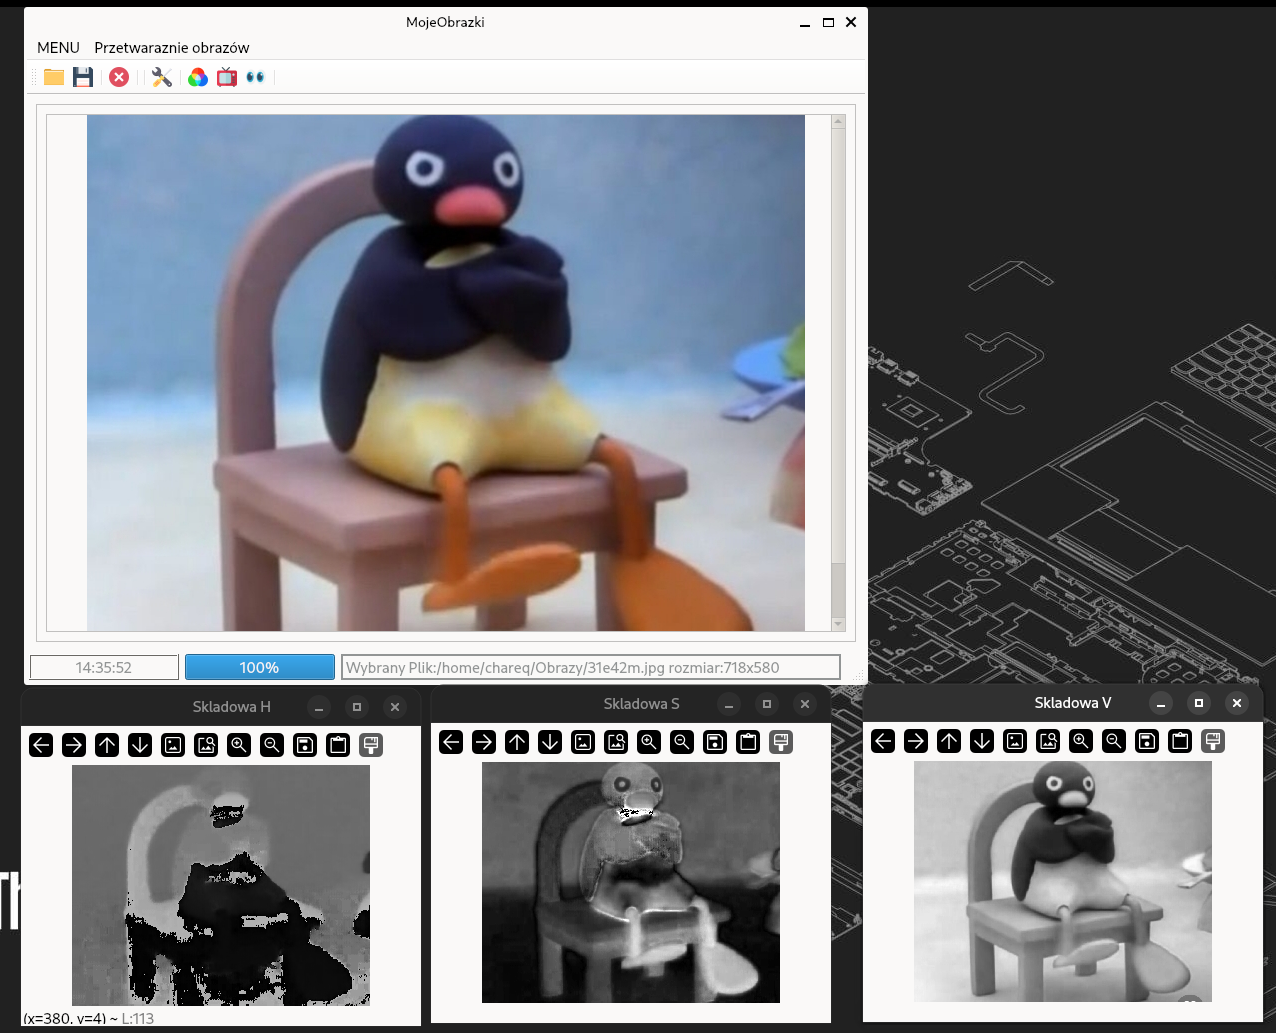 MojeObrazki
MENU Przetwaraznie obrazów
14:35:52
100%
Wybrany Plik:/home/chareq/Obrazy/31e42m.jpg rozmiar:718x580
Skladowa H
Skladowa S
Skladowa V
Th
(x=380, y=4) ~ L:113